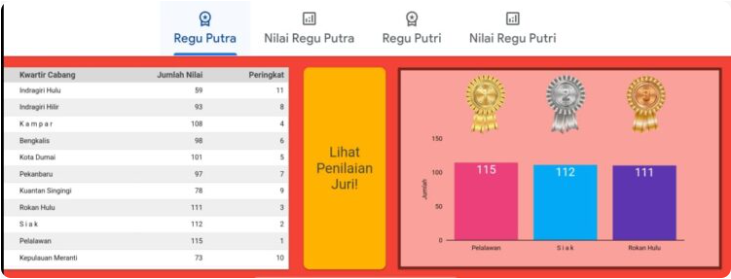 Regu Putra Nilai Regu Putra Regu Putri Nilai Regu Putri
Kwartir Cabang Jumlah Nilai Peringkat
Indragiri Hulu 59 11
Indragiri Hilir 93 8
K a m p a r 108 4
Bengkalis 98 6
Kota Dumai 101 5
Pekanbaru 97 7
Kuantan Singingi 78 9
Rokan Hulu 111 3
S i a k 112 2
Pelalawan 115 1
Kepulauan Meranti 73 10
Lihat
Penilaian
Juri!
150
100
50
0
Jumlah
115 112 111
Pelalawan S i a k Rokan Hulu